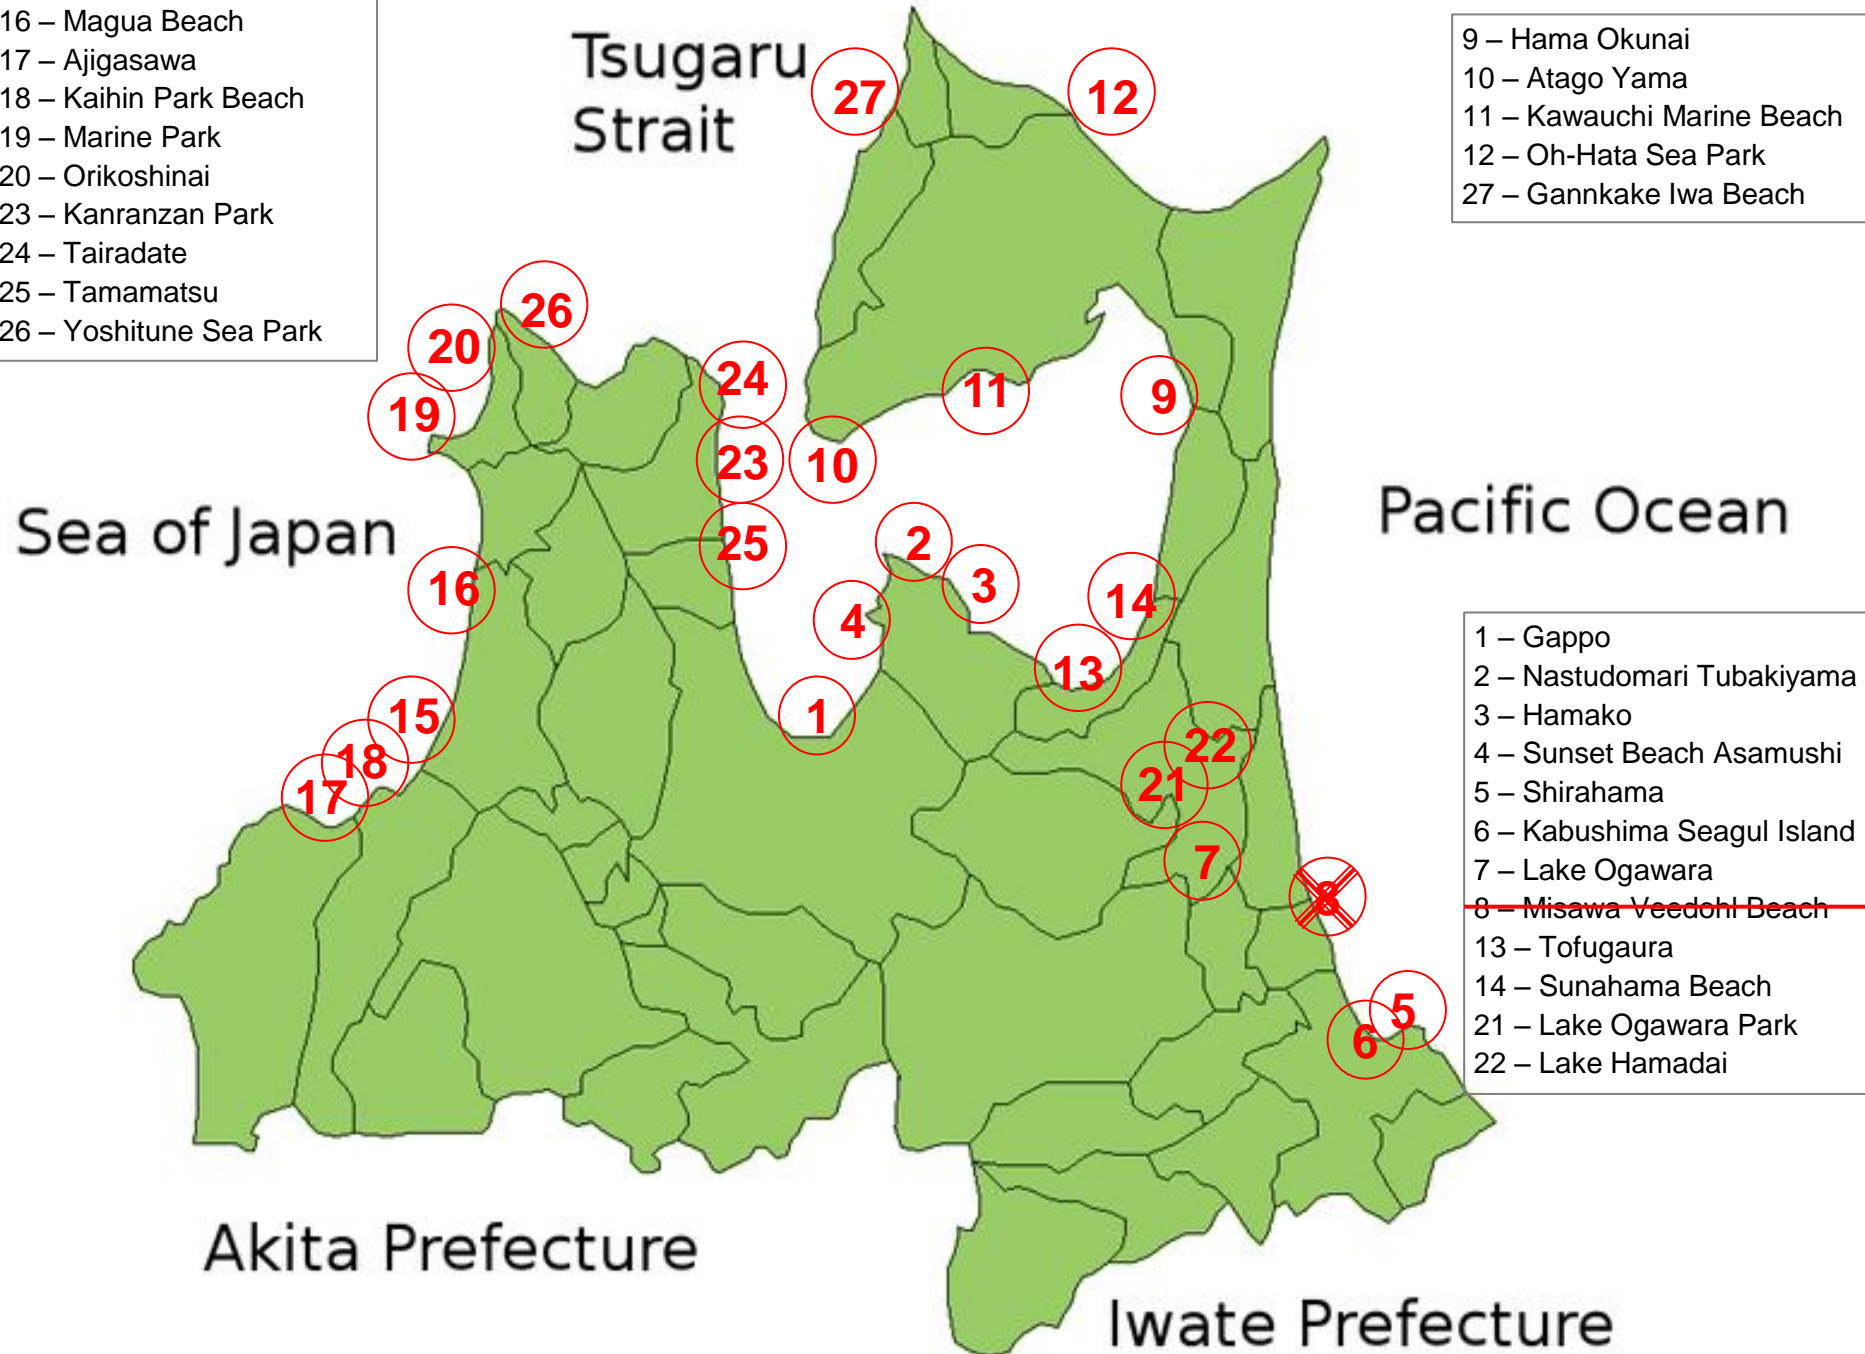 16 – Magua Beach
17 – Ajigasawa
18 – Kaihin Park Beach
19 – Marine Park
20 – Orikoshinai
23 – Kanranzan Park
24 – Tairadate
25 – Tamamatsu
26 – Yoshitune Sea Park
Tsugaru
Strait
9 – Hama Okunai
10 – Atago Yama
11 – Kawauchi Marine Beach
12 – Oh-Hata Sea Park
27 – Gannkake Iwa Beach
27
12
26
20
24
11
9
19
23
10
Sea of Japan
Pacific Ocean
25
2
3
16
14
4
13
15
1
22
18
21
17
7
8
5
6
1 – Gappo
2 – Nastudomari Tubakiyama
3 – Hamako
4 – Sunset Beach Asamushi
5 – Shirahama
6 – Kabushima Seagul Island
7 – Lake Ogawara
8 – Misawa Veedohl Beach
13 – Tofugaura
14 – Sunahama Beach
21 – Lake Ogawara Park
22 – Lake Hamadai
Akita Prefecture
Iwate Prefecture